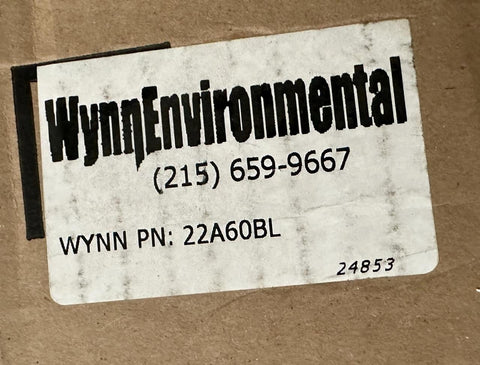 WynnEnvironmental
(215) 659-9667
WYNN PN: 22A60BL
24853